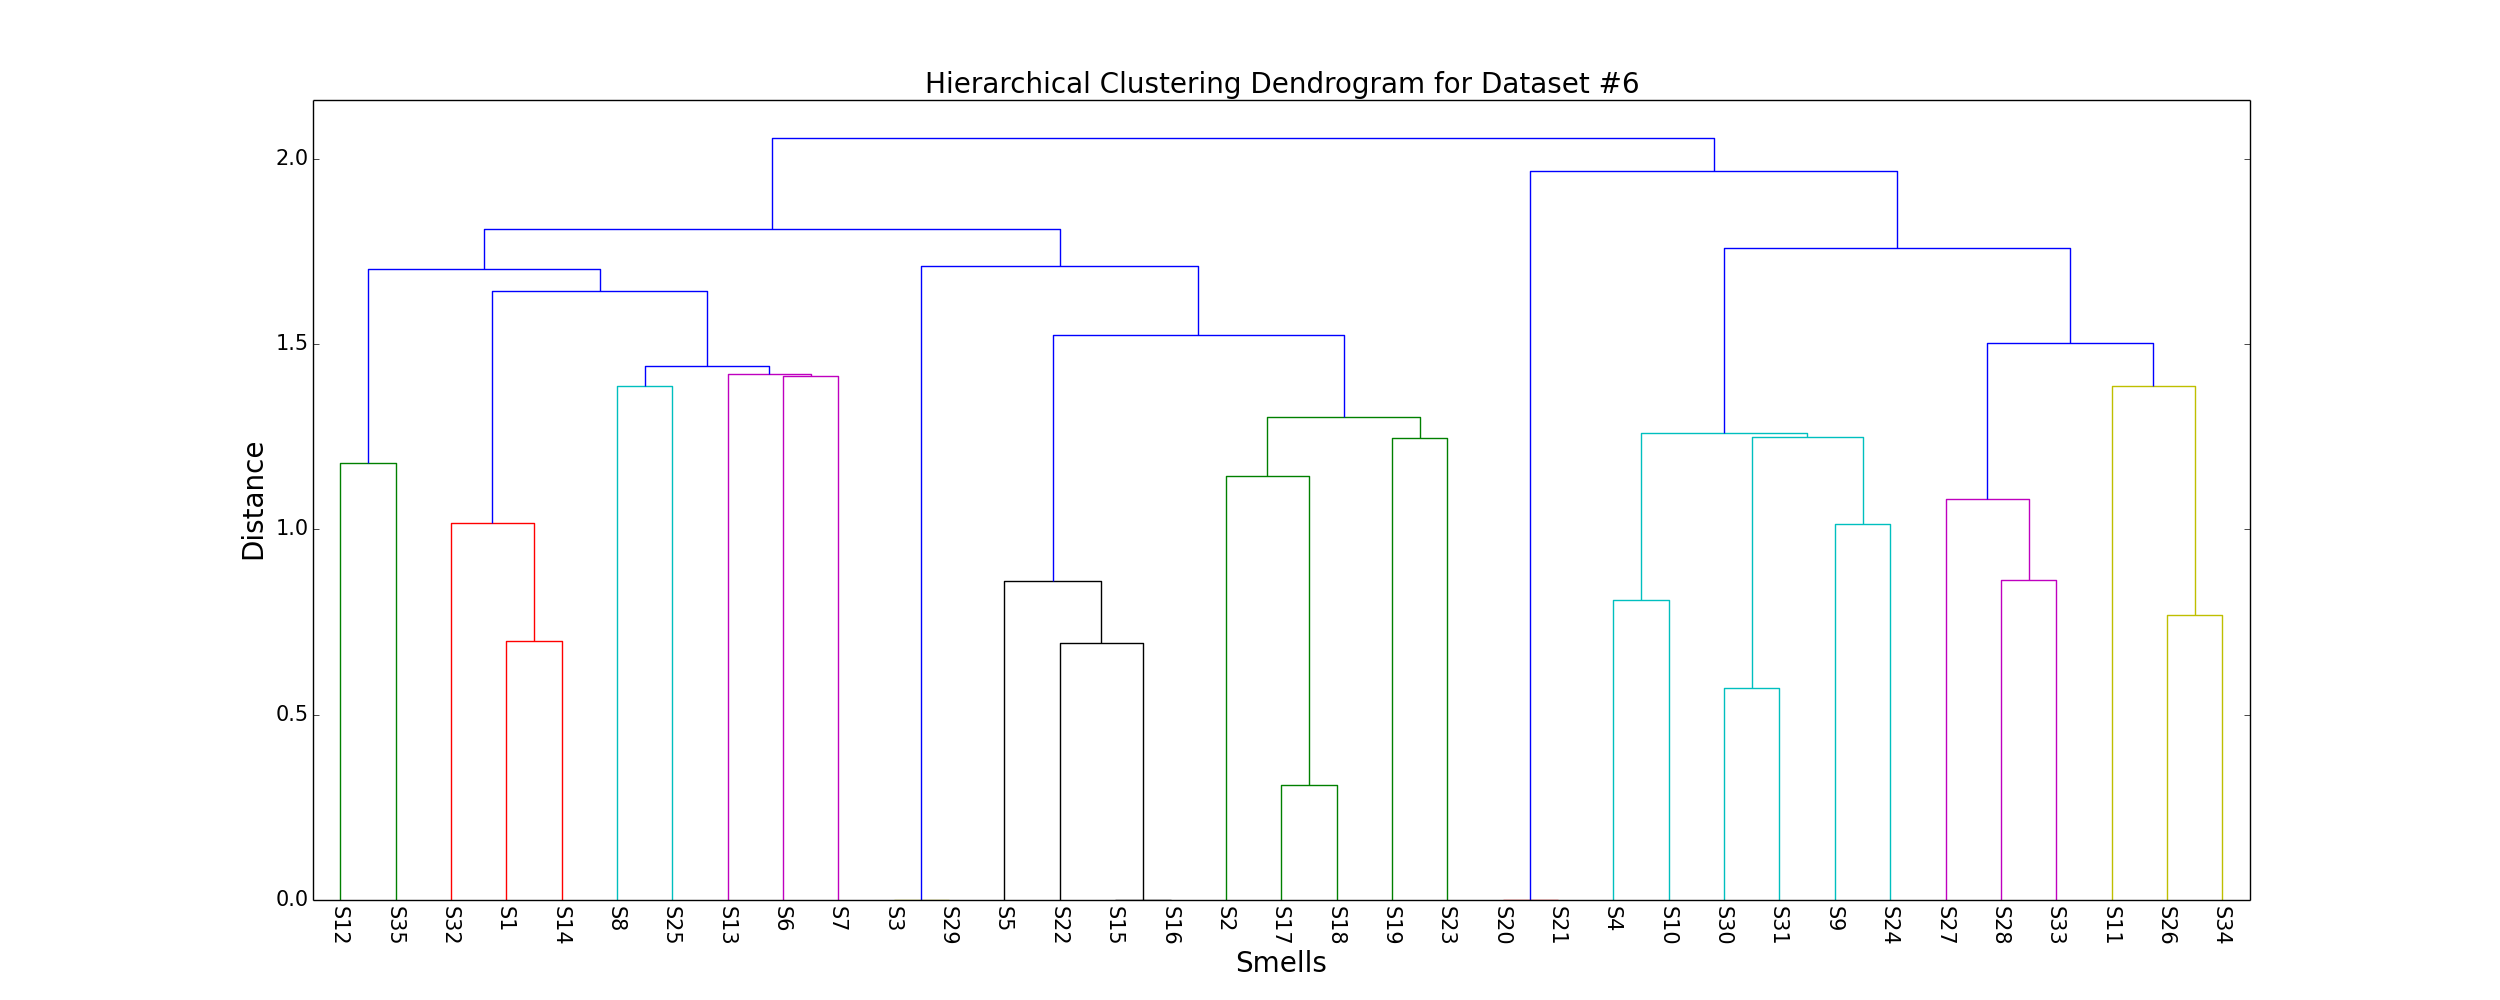 Hierarchical Clustering Dendrogram for Dataset #6
2.0
1.5
1.0
0.5
0.0
Distance
S12 S35 S32 S1 S14 S8 S25 S13 S6 S7 S3 S29 S5 S22 S15 S16 S2 S17 S18 S19 S23 S20 S21 S4 S10 S30 S31 S9 S24 S27 S28 S33 S11 S26 S34
Smells